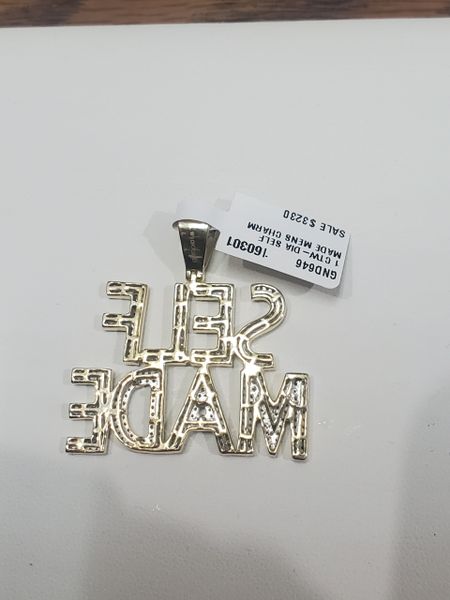 GND646 160301
1 CTW - DIA SELF
MADE MENS CHARM
SALE $3230
SELF
MADE